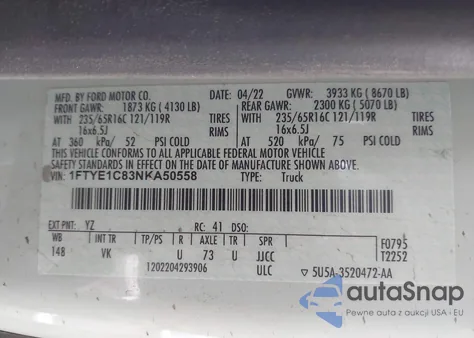 MFD. BY FORD MOTOR CO.
DATE: 04/22 GVWR: 3933 KG ( 8670 LB)
FRONT GAWR: 1873 KG ( 4130 LB) REAR GAWR: 2300 KG ( 5070 LB)
WITH 235/65R16C 121/119R TIRES WITH 235/65R16C 121/119R TIRES
16x6.5J RIMS 16x6.5J RIMS
AT 360 kPa/ 52 PSI COLD AT 520 kPa/ 75 PSI COLD
THIS VEHICLE CONFORMS TO ALL APPLICABLE FEDERAL MOTOR VEHICLE
SAFETY STANDARDS IN EFFECT ON THE DATE OF MANUFACTURE SHOWN ABOVE.
VIN: 1FTYE1C83NKA50558 TYPE: Truck
EXT PNT: YZ RC: 41 DSO:
WB INT TR TP/PS R AXLE TR SPR F0795
148 VK U 73 U JJCC T2252
1202204293906 ULC ▽ 5U5A-3520472-AA
autoSnap
AUTOSNAP - USA • CA • EU